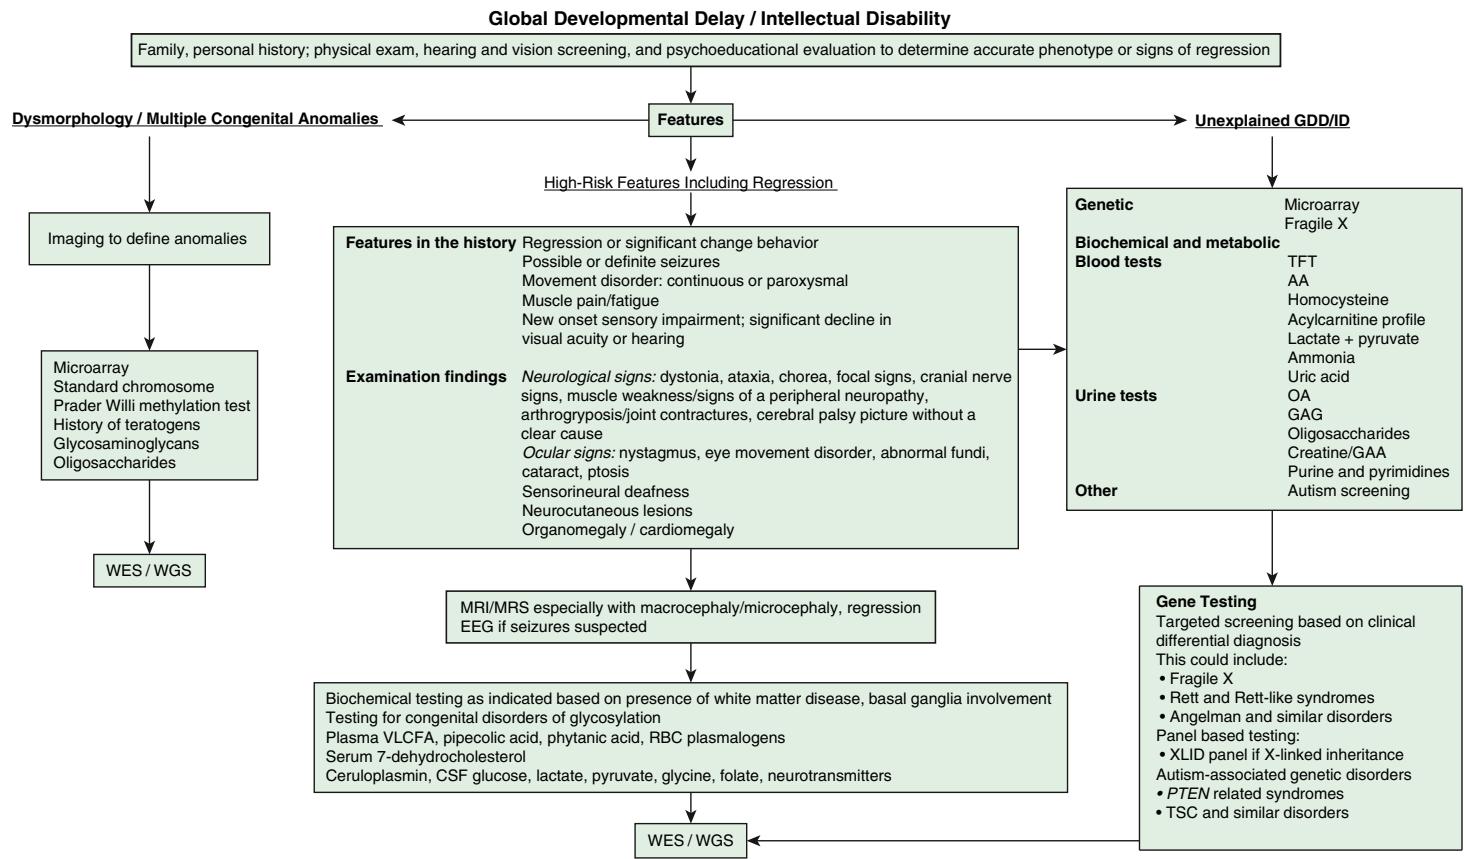 Global Developmental Delay / Intellectual Disability
Family, personal history; physical exam, hearing and vision screening, and psychoeducational evaluation to determine accurate phenotype or signs of regression
Dysmorphology / Multiple Congenital Anomalies
Features
Unexplained GDD/ID
High-Risk Features Including Regression
Imaging to define anomalies
Microarray
Standard chromosome
Prader Willi methylation test
History of teratogens
Glycosaminoglycans
Oligosaccharides
WES / WGS
Features in the history Regression or significant change behavior
Possible or definite seizures
Movement disorder: continuous or paroxysmal
Muscle pain/fatigue
New onset sensory impairment; significant decline in
visual acuity or hearing
Examination findings Neurological signs: dystonia, ataxia, chorea, focal signs, cranial nerve
signs, muscle weakness/signs of a peripheral neuropathy,
arthrogryposis/joint contractures, cerebral palsy picture without a
clear cause
Ocular signs: nystagmus, eye movement disorder, abnormal fundi,
cataract, ptosis
Sensorineural deafness
Neurocutaneous lesions
Organomegaly / cardiomegaly
MRI/MRS especially with macrocephaly/microcephaly, regression
EEG if seizures suspected
Biochemical testing as indicated based on presence of white matter disease, basal ganglia involvement
Testing for congenital disorders of glycosylation
Plasma VLCFA, pipecolic acid, phytanic acid, RBC plasmalogens
Serum 7-dehydrocholesterol
Ceruloplasmin, CSF glucose, lactate, pyruvate, glycine, folate, neurotransmitters
WES / WGS
Genetic Microarray
Fragile X
Biochemical and metabolic
Blood tests TFT
AA
Homocysteine
Acylcarnitine profile
Lactate + pyruvate
Ammonia
Uric acid
Urine tests OA
GAG
Oligosaccharides
Creatine/GAA
Purine and pyrimidines
Other Autism screening
Gene Testing
Targeted screening based on clinical
differential diagnosis
This could include:
• Fragile X
• Rett and Rett-like syndromes
• Angelman and similar disorders
Panel based testing:
• XLID panel if X-linked inheritance
Autism-associated genetic disorders
• PTEN related syndromes
• TSC and similar disorders